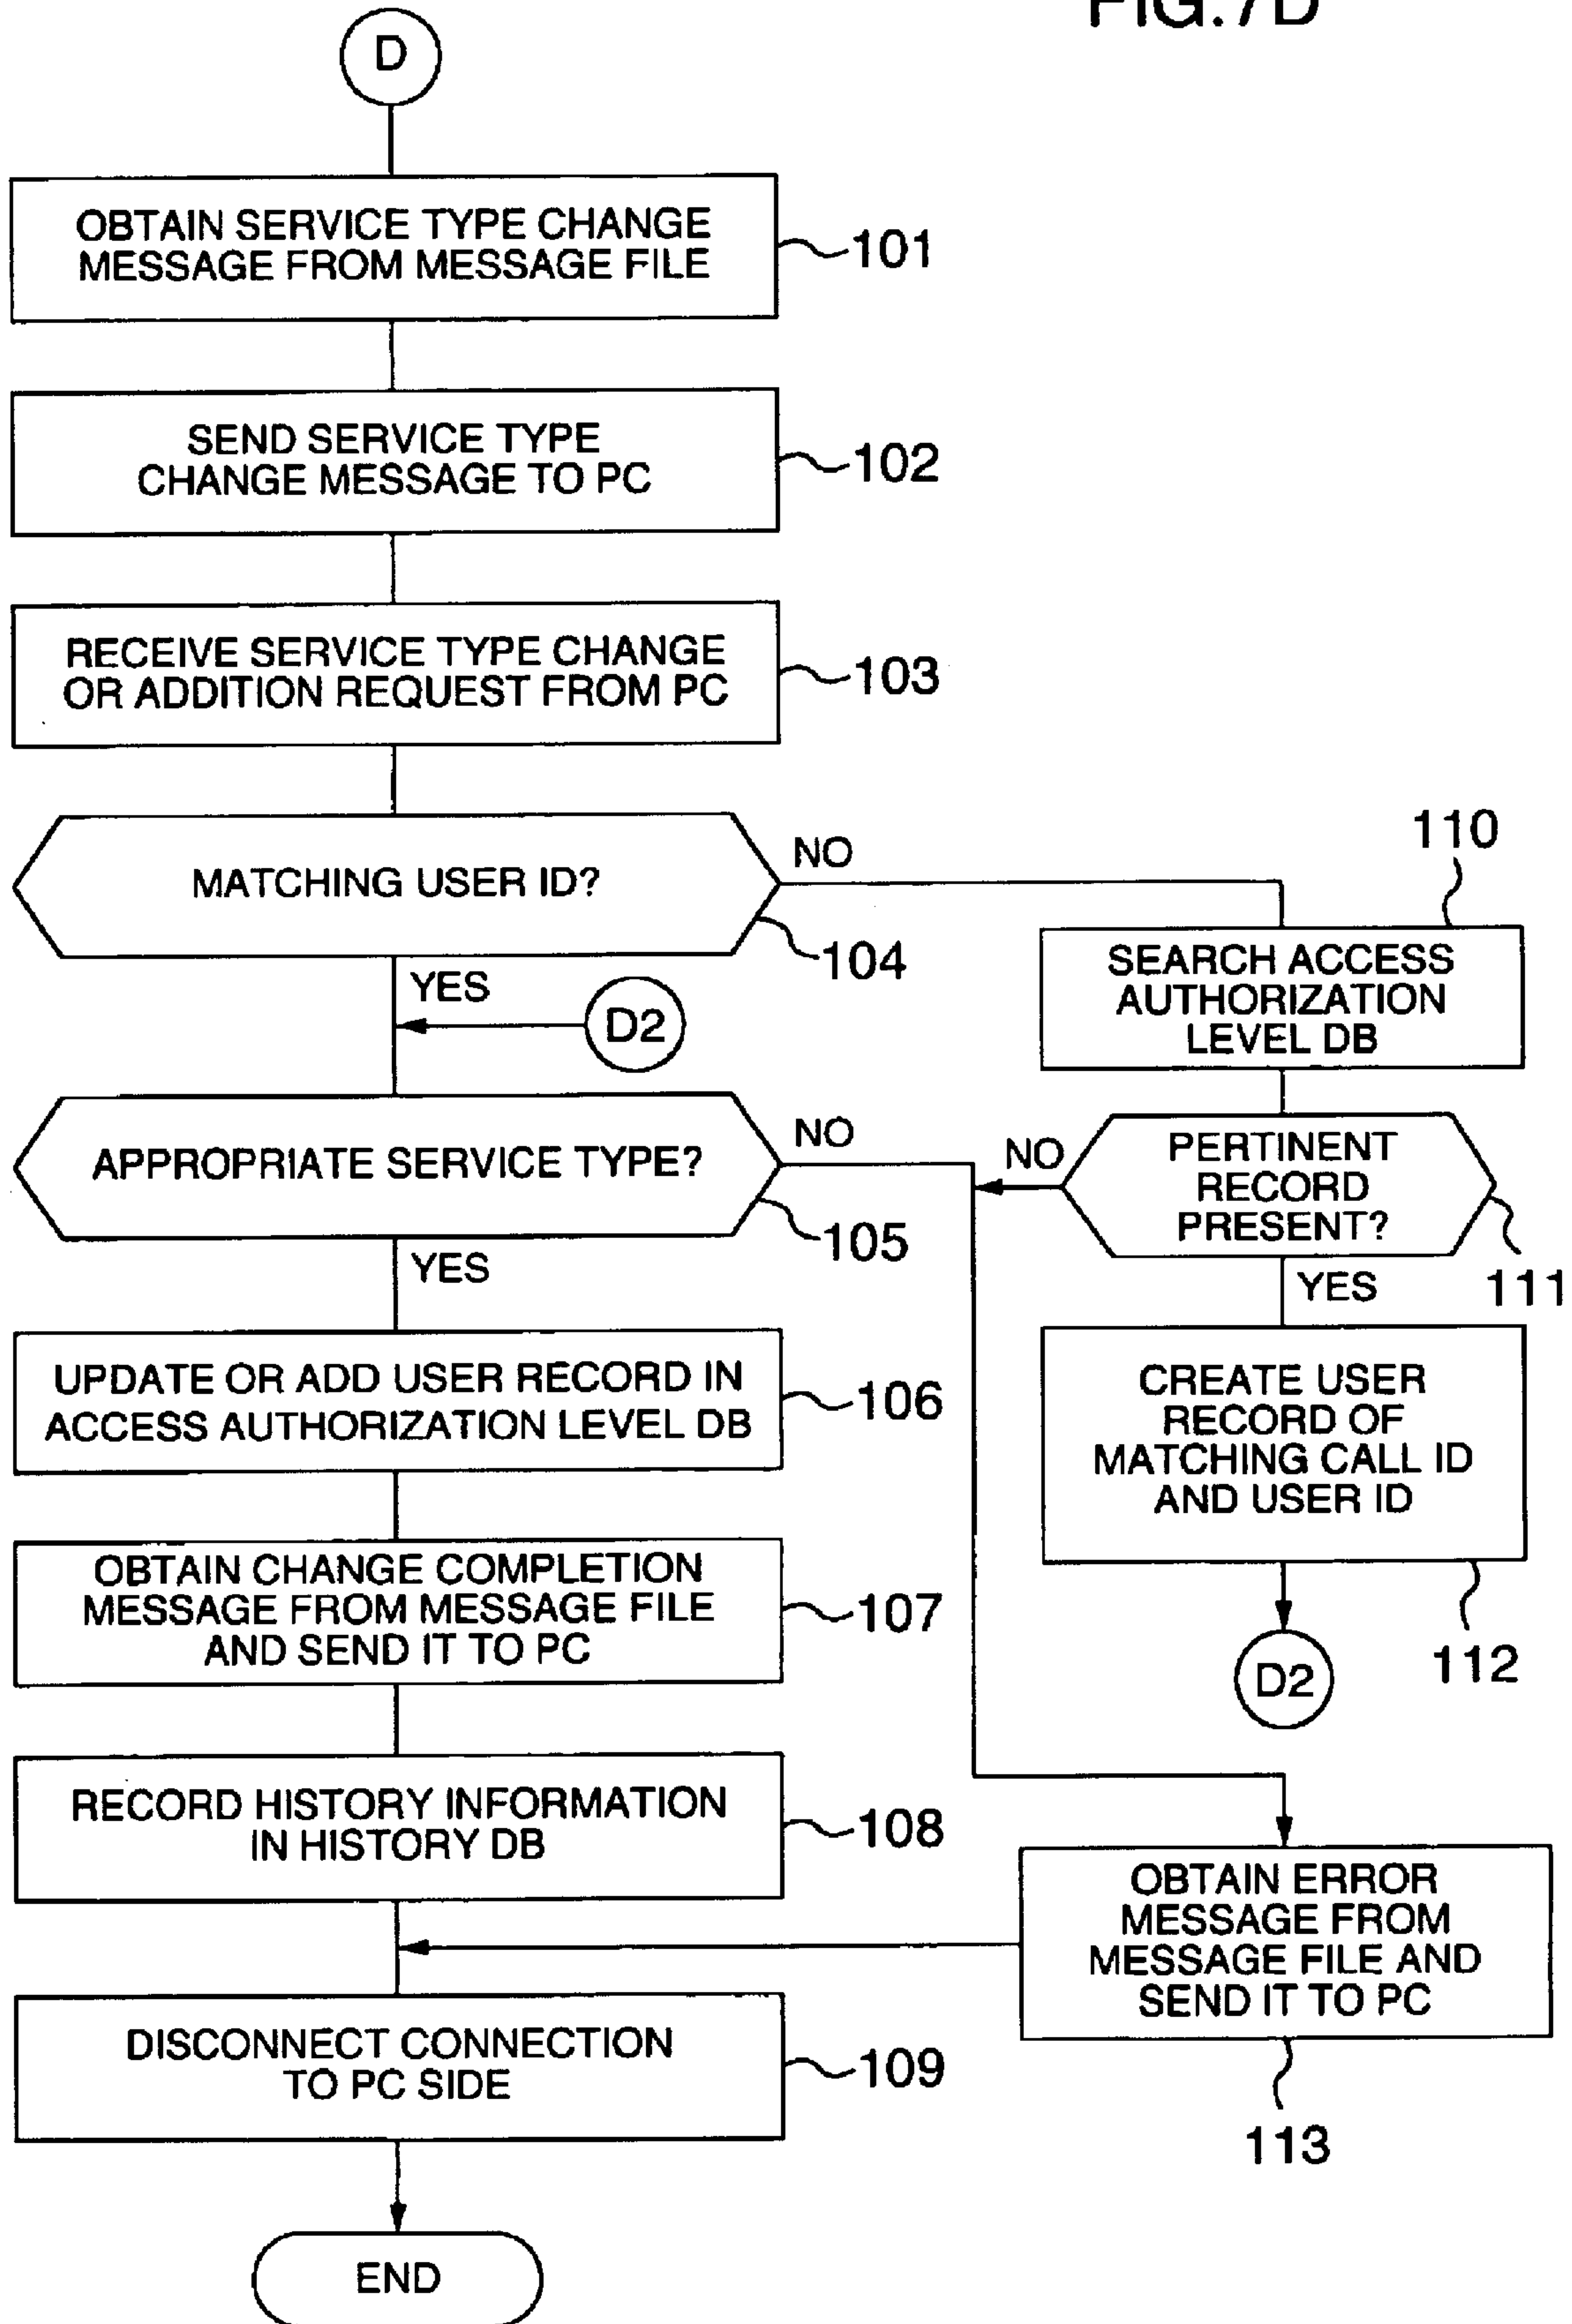 FIG.7D
D
OBTAIN SERVICE TYPE CHANGE
MESSAGE FROM MESSAGE FILE
101
SEND SERVICE TYPE
CHANGE MESSAGE TO PC
102
RECEIVE SERVICE TYPE CHANGE
OR ADDITION REQUEST FROM PC
103
MATCHING USER ID?
NO
104
YES
D2
110
SEARCH ACCESS
AUTHORIZATION
LEVEL DB
APPROPRIATE SERVICE TYPE?
NO
105
YES
NO
PERTINENT
RECORD
PRESENT?
111
YES
UPDATE OR ADD USER RECORD IN
ACCESS AUTHORIZATION LEVEL DB
106
CREATE USER
RECORD OF
MATCHING CALL ID
AND USER ID
112
D2
OBTAIN CHANGE COMPLETION
MESSAGE FROM MESSAGE FILE
AND SEND IT TO PC
107
RECORD HISTORY INFORMATION
IN HISTORY DB
108
OBTAIN ERROR
MESSAGE FROM
MESSAGE FILE AND
SEND IT TO PC
113
DISCONNECT CONNECTION
TO PC SIDE
109
END